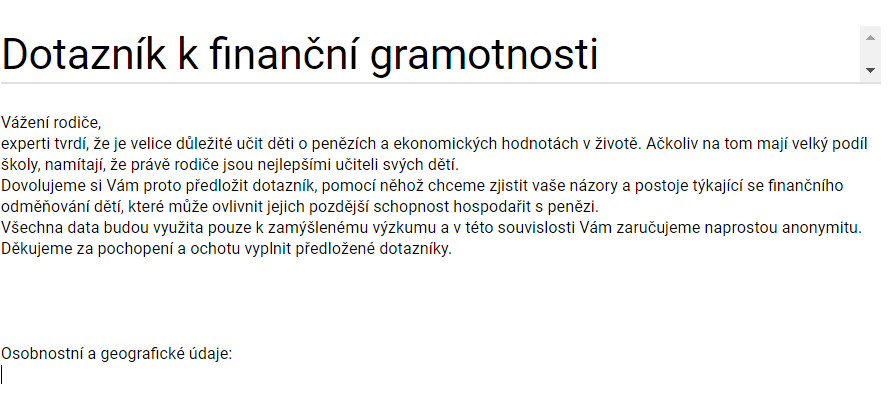 Dotazník k finanční gramotnosti
Vážení rodiče,
experti tvrdí, že je velice důležité učit děti o penězích a ekonomických hodnotách v životě. Ačkoliv na tom mají velký podíl
školy, namítají, že právě rodiče jsou nejlepšími učiteli svých dětí.
Dovolujeme si Vám proto předložit dotazník, pomocí něhož chceme zjistit vaše názory a postoje týkající se finančního
odměňování dětí, které může ovlivnit jejich pozdější schopnost hospodařit s penězi.
Všechna data budou využita pouze k zamýšlenému výzkumu a v této souvislosti Vám zaručujeme naprostou anonymitu.
Děkujeme za pochopení a ochotu vyplnit předložené dotazníky.
Osobnostní a geografické údaje: